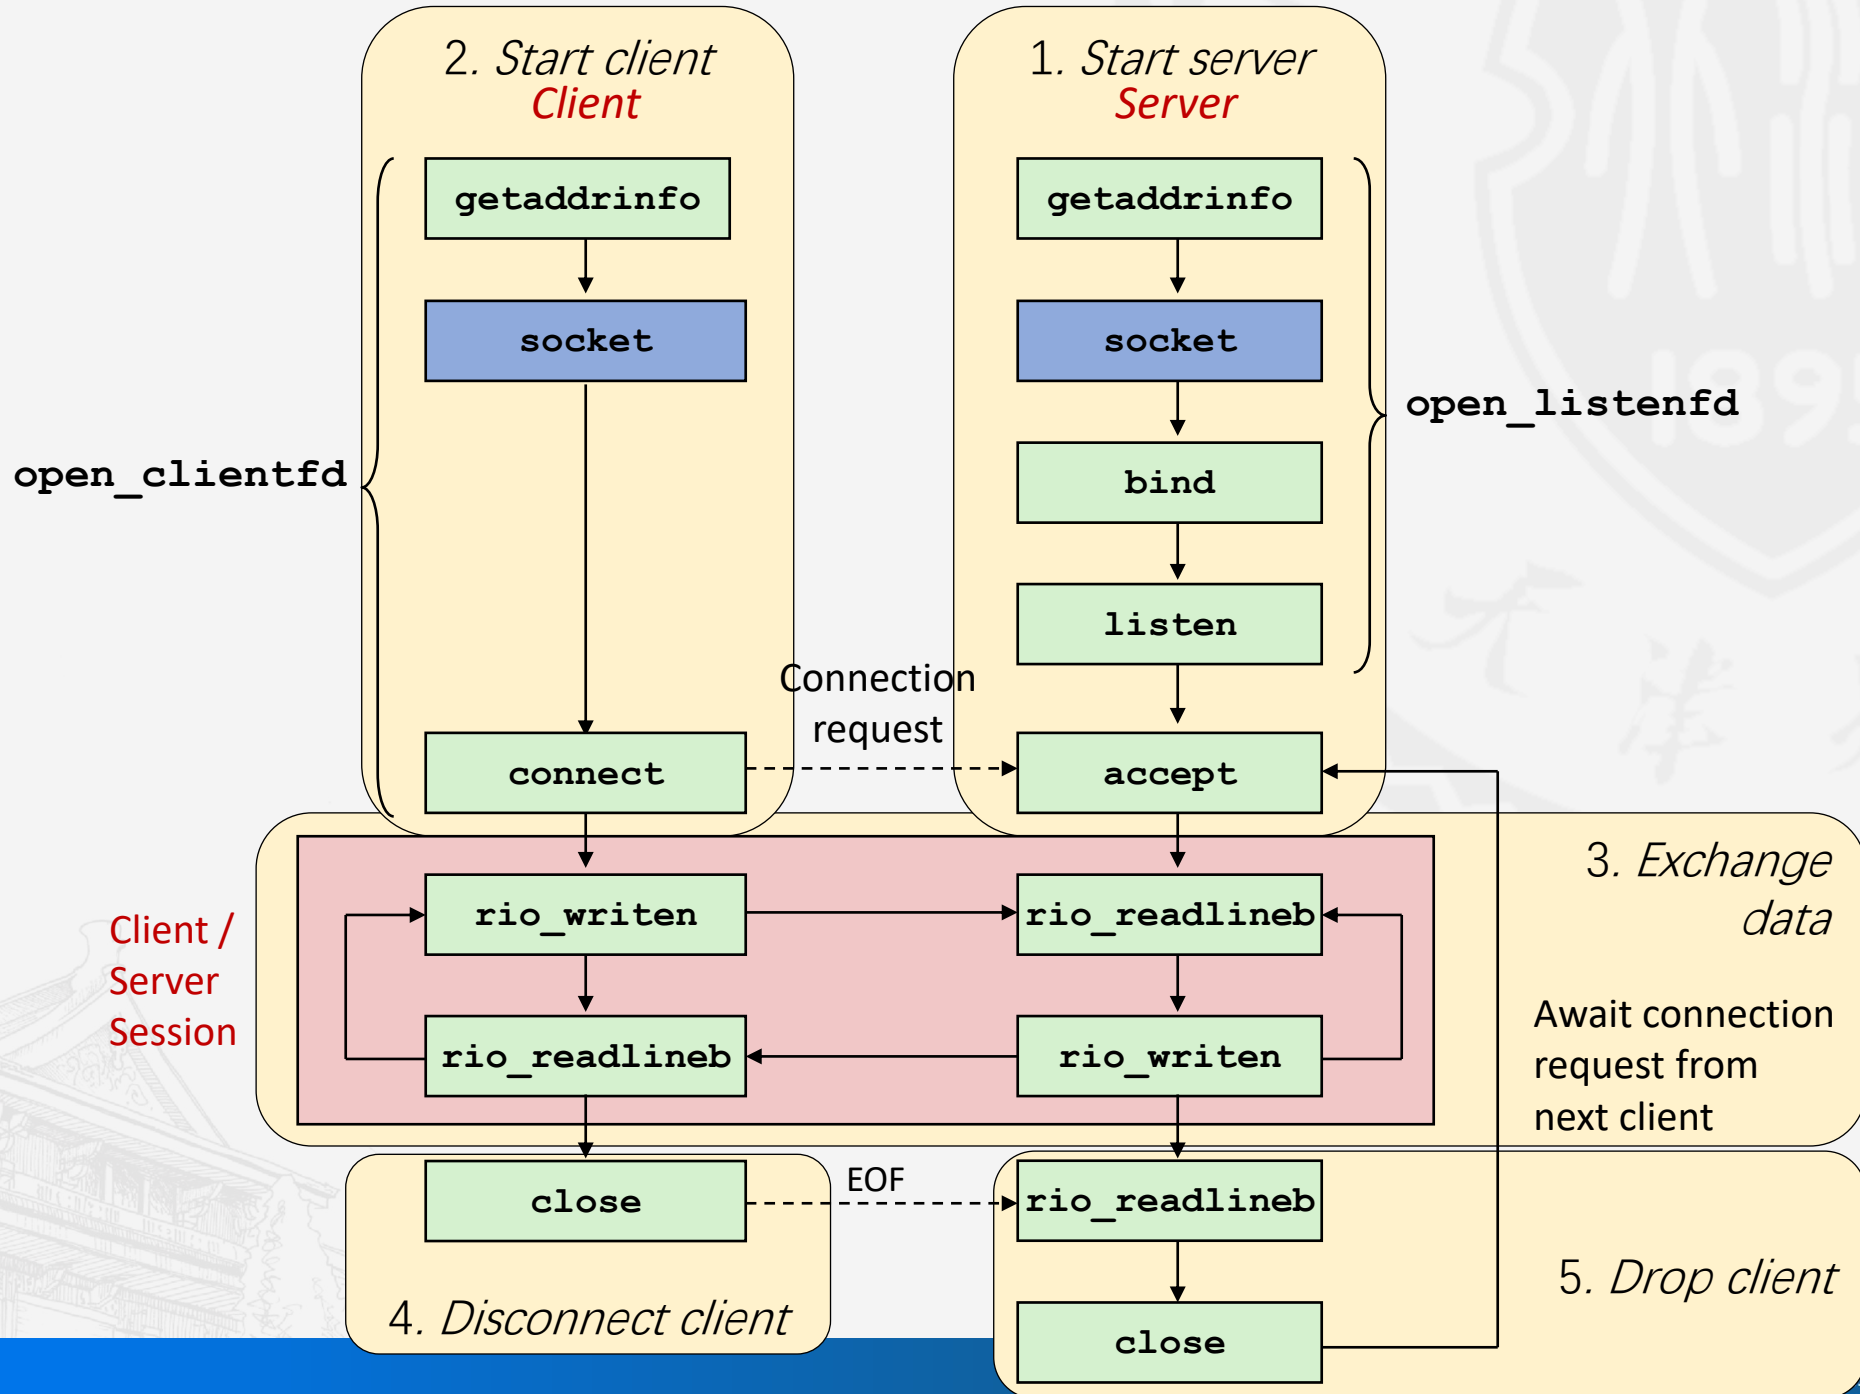 2. Start client
Client
1. Start server
Server
getaddrinfo
getaddrinfo
socket
socket
open_listenfd
open_clientfd
bind
listen
Connection
request
connect
accept
3. Exchange
data
Client /
Server
Session
rio_writen
rio_readlineb
rio_readlineb
rio_writen
Await connection
request from
next client
close
EOF
rio_readlineb
4. Disconnect client
5. Drop client
close
1895